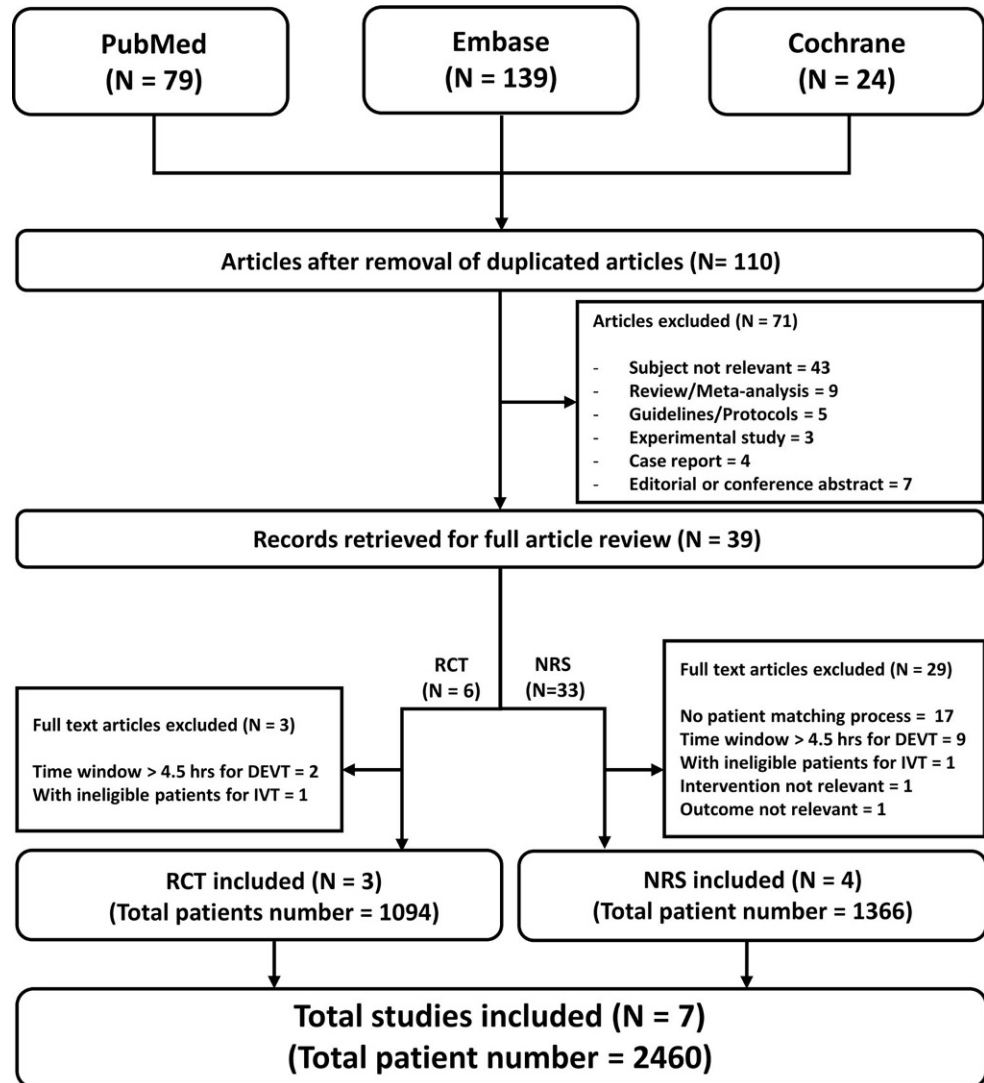 PubMed
(N = 79)
Embase
(N = 139)
Cochrane
(N = 24)
Articles after removal of duplicated articles (N= 110)
Articles excluded (N = 71)
- Subject not relevant = 43
- Review/Meta-analysis = 9
- Guidelines/Protocols = 5
- Experimental study = 3
- Case report = 4
- Editorial or conference abstract = 7
Records retrieved for full article review (N = 39)
RCT
(N = 6)
NRS
(N=33)
Full text articles excluded (N = 3)
Time window > 4.5 hrs for DEVT = 2
With ineligible patients for IVT = 1
Full text articles excluded (N = 29)
No patient matching process = 17
Time window > 4.5 hrs for DEVT = 9
With ineligible patients for IVT = 1
Intervention not relevant = 1
Outcome not relevant = 1
RCT included (N = 3)
(Total patients number = 1094)
NRS included (N = 4)
(Total patient number = 1366)
Total studies included (N = 7)
(Total patient number = 2460)